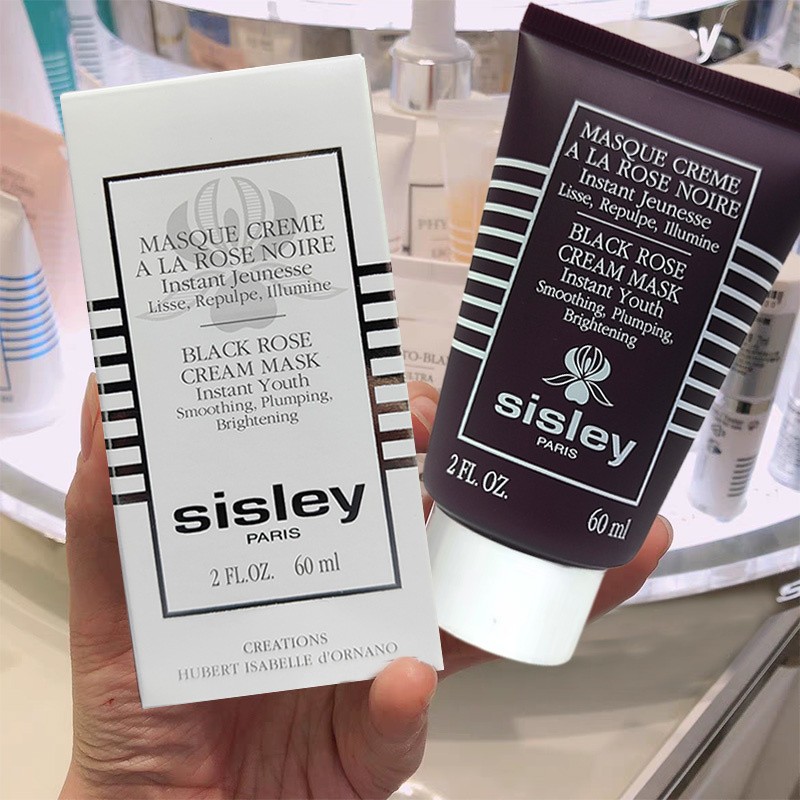 MASQUE CREME
A LA ROSE NOIRE
Instant Jeunesse
Lisse, Repulpe, Illumine
BLACK ROSE
CREAM MASK
Instant Youth
Smoothing, Plumping,
Brightening
sisley
PARIS
2 FL.OZ. 60 ml
CREATIONS
HUBERT ISABELLE d'ORNANO
MASQUE CREME
A LA ROSE NOIRE
Instant Jeunesse
Lisse, Repulpe, Illumine
BLACK ROSE
CREAM MASK
Instant Youth
Smoothing, Plumping,
Brightening
sisley
PARIS
2 FL. OZ. 60 ml